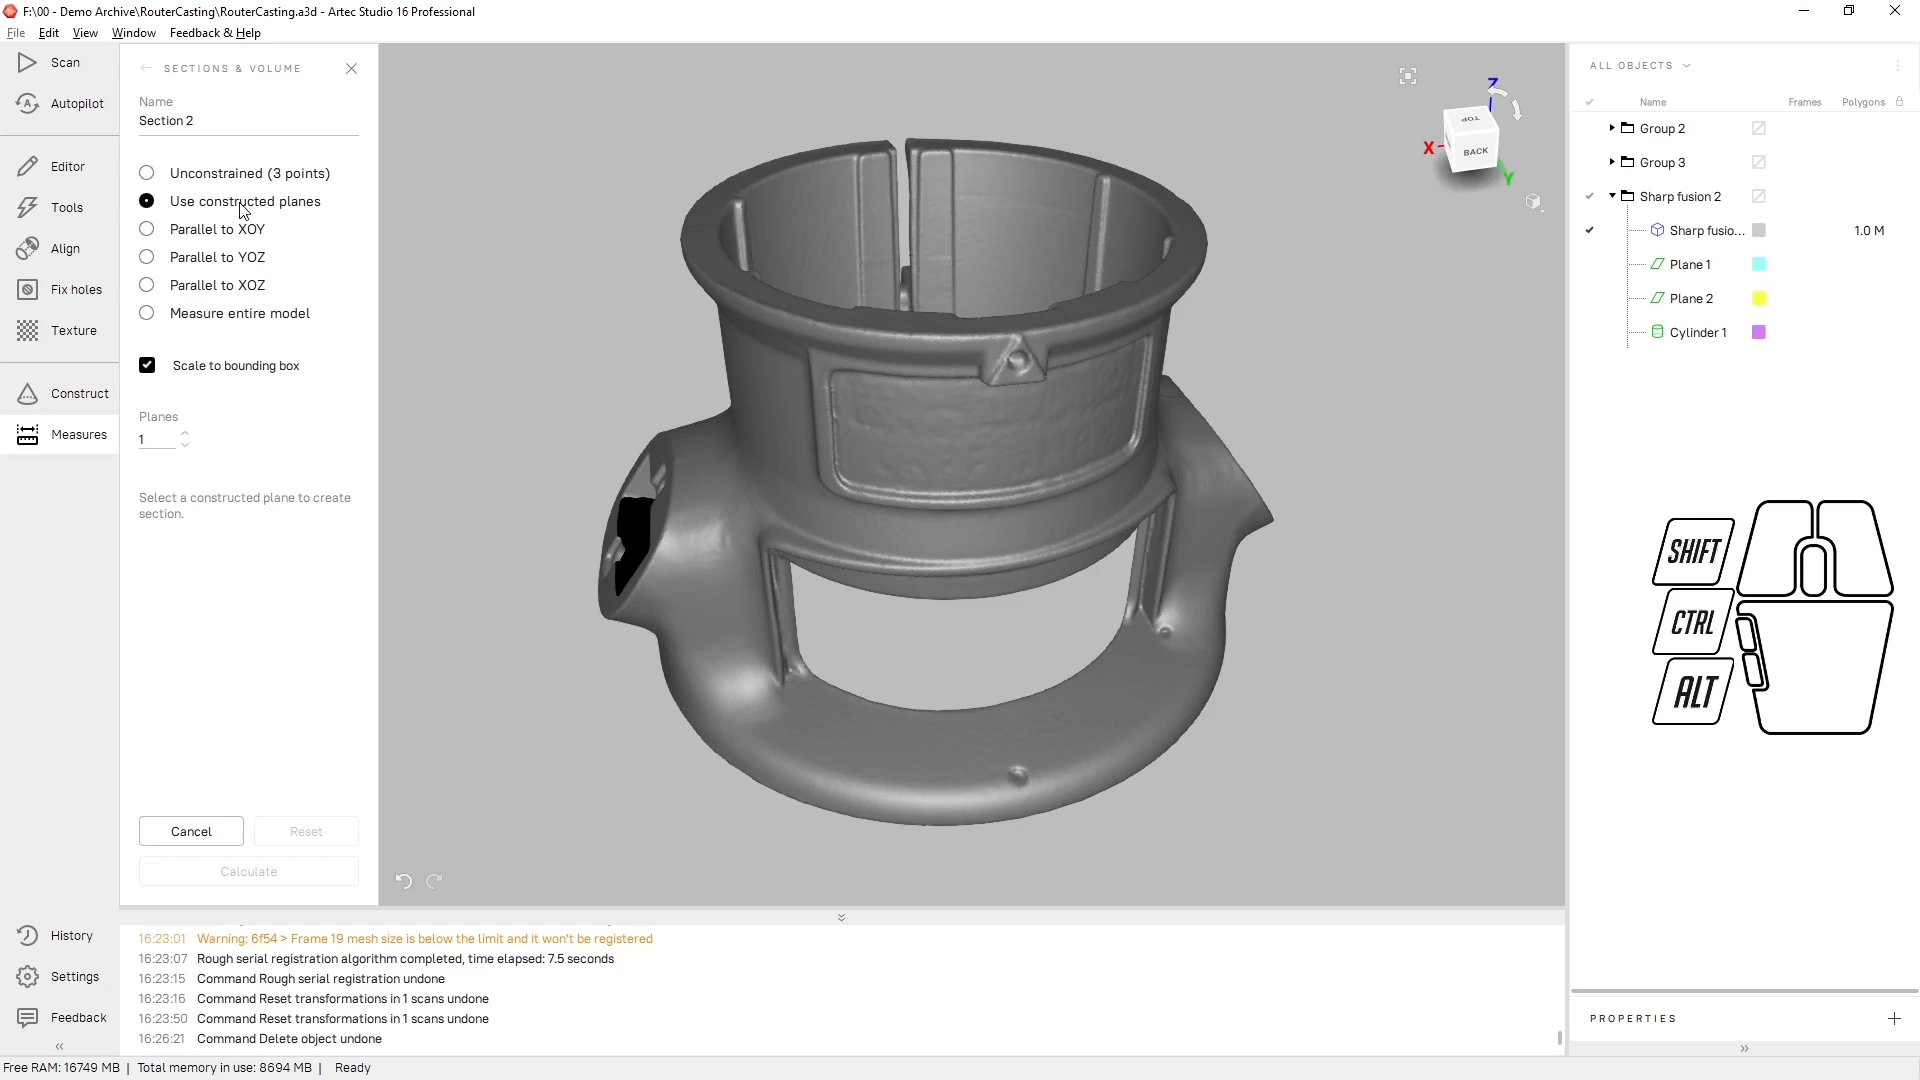 F:\00 - Demo Archive\RouterCasting\RouterCasting.a3d - Artec Studio 16 Professional
File Edit View Window Feedback & Help
Scan
Autopilot
Editor
Tools
Align
Fix holes
Texture
Construct
Measures
History
Settings
Feedback
SECTIONS & VOLUME
Name
Section 2
Unconstrained (3 points)
Use constructed planes
Parallel to XOY
Parallel to YOZ
Parallel to XOZ
Measure entire model
Scale to bounding box
Planes
1
Select a constructed plane to create
section.
Cancel Reset
Calculate
Z
TOP
X
BACK
Y
ALL OBJECTS
Name Frames Polygons
Group 2
Group 3
Sharp fusion 2
Sharp fusio... 1.0 M
Plane 1
Plane 2
Cylinder 1
SHIFT
CTRL
ALT
PROPERTIES
16:23:01 Warning: 6f54 > Frame 19 mesh size is below the limit and it won't be registered
16:23:07 Rough serial registration algorithm completed, time elapsed: 7.5 seconds
16:23:15 Command Rough serial registration undone
16:23:16 Command Reset transformations in 1 scans undone
16:23:50 Command Reset transformations in 1 scans undone
16:26:21 Command Delete object undone
Free RAM: 16749 MB | Total memory in use: 8694 MB | Ready